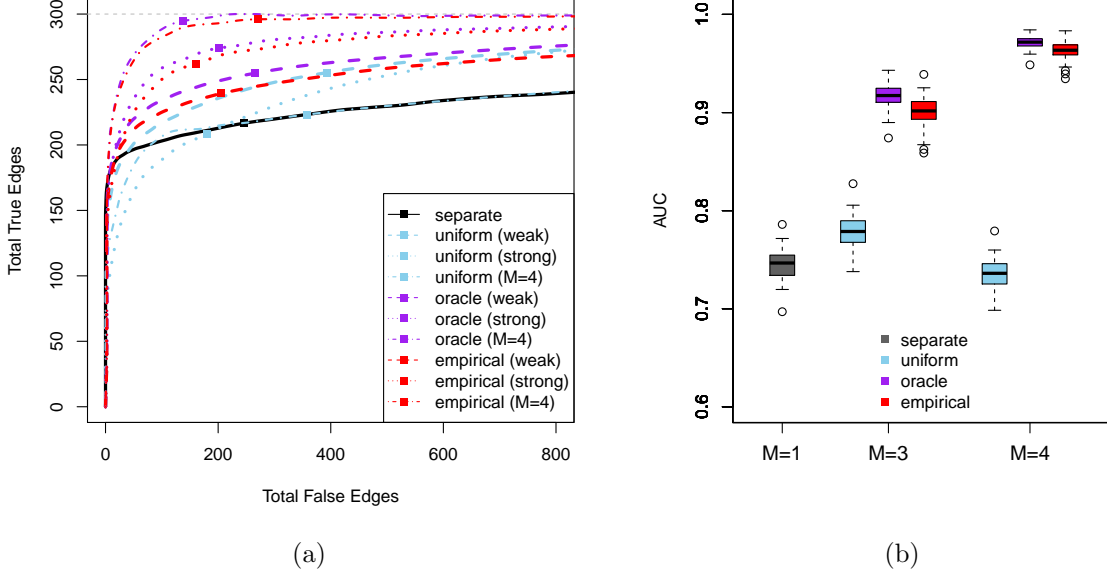 Total True Edges
300
250
200
150
100
50
0
0 200 400 600 800
Total False Edges
separate
uniform (weak)
uniform (strong)
uniform (M=4)
oracle (weak)
oracle (strong)
oracle (M=4)
empirical (weak)
empirical (strong)
empirical (M=4)
(a)
AUC
1.0
0.9
0.8
0.7
0.6
M=1 M=3 M=4
separate
uniform
oracle
empirical
(b)